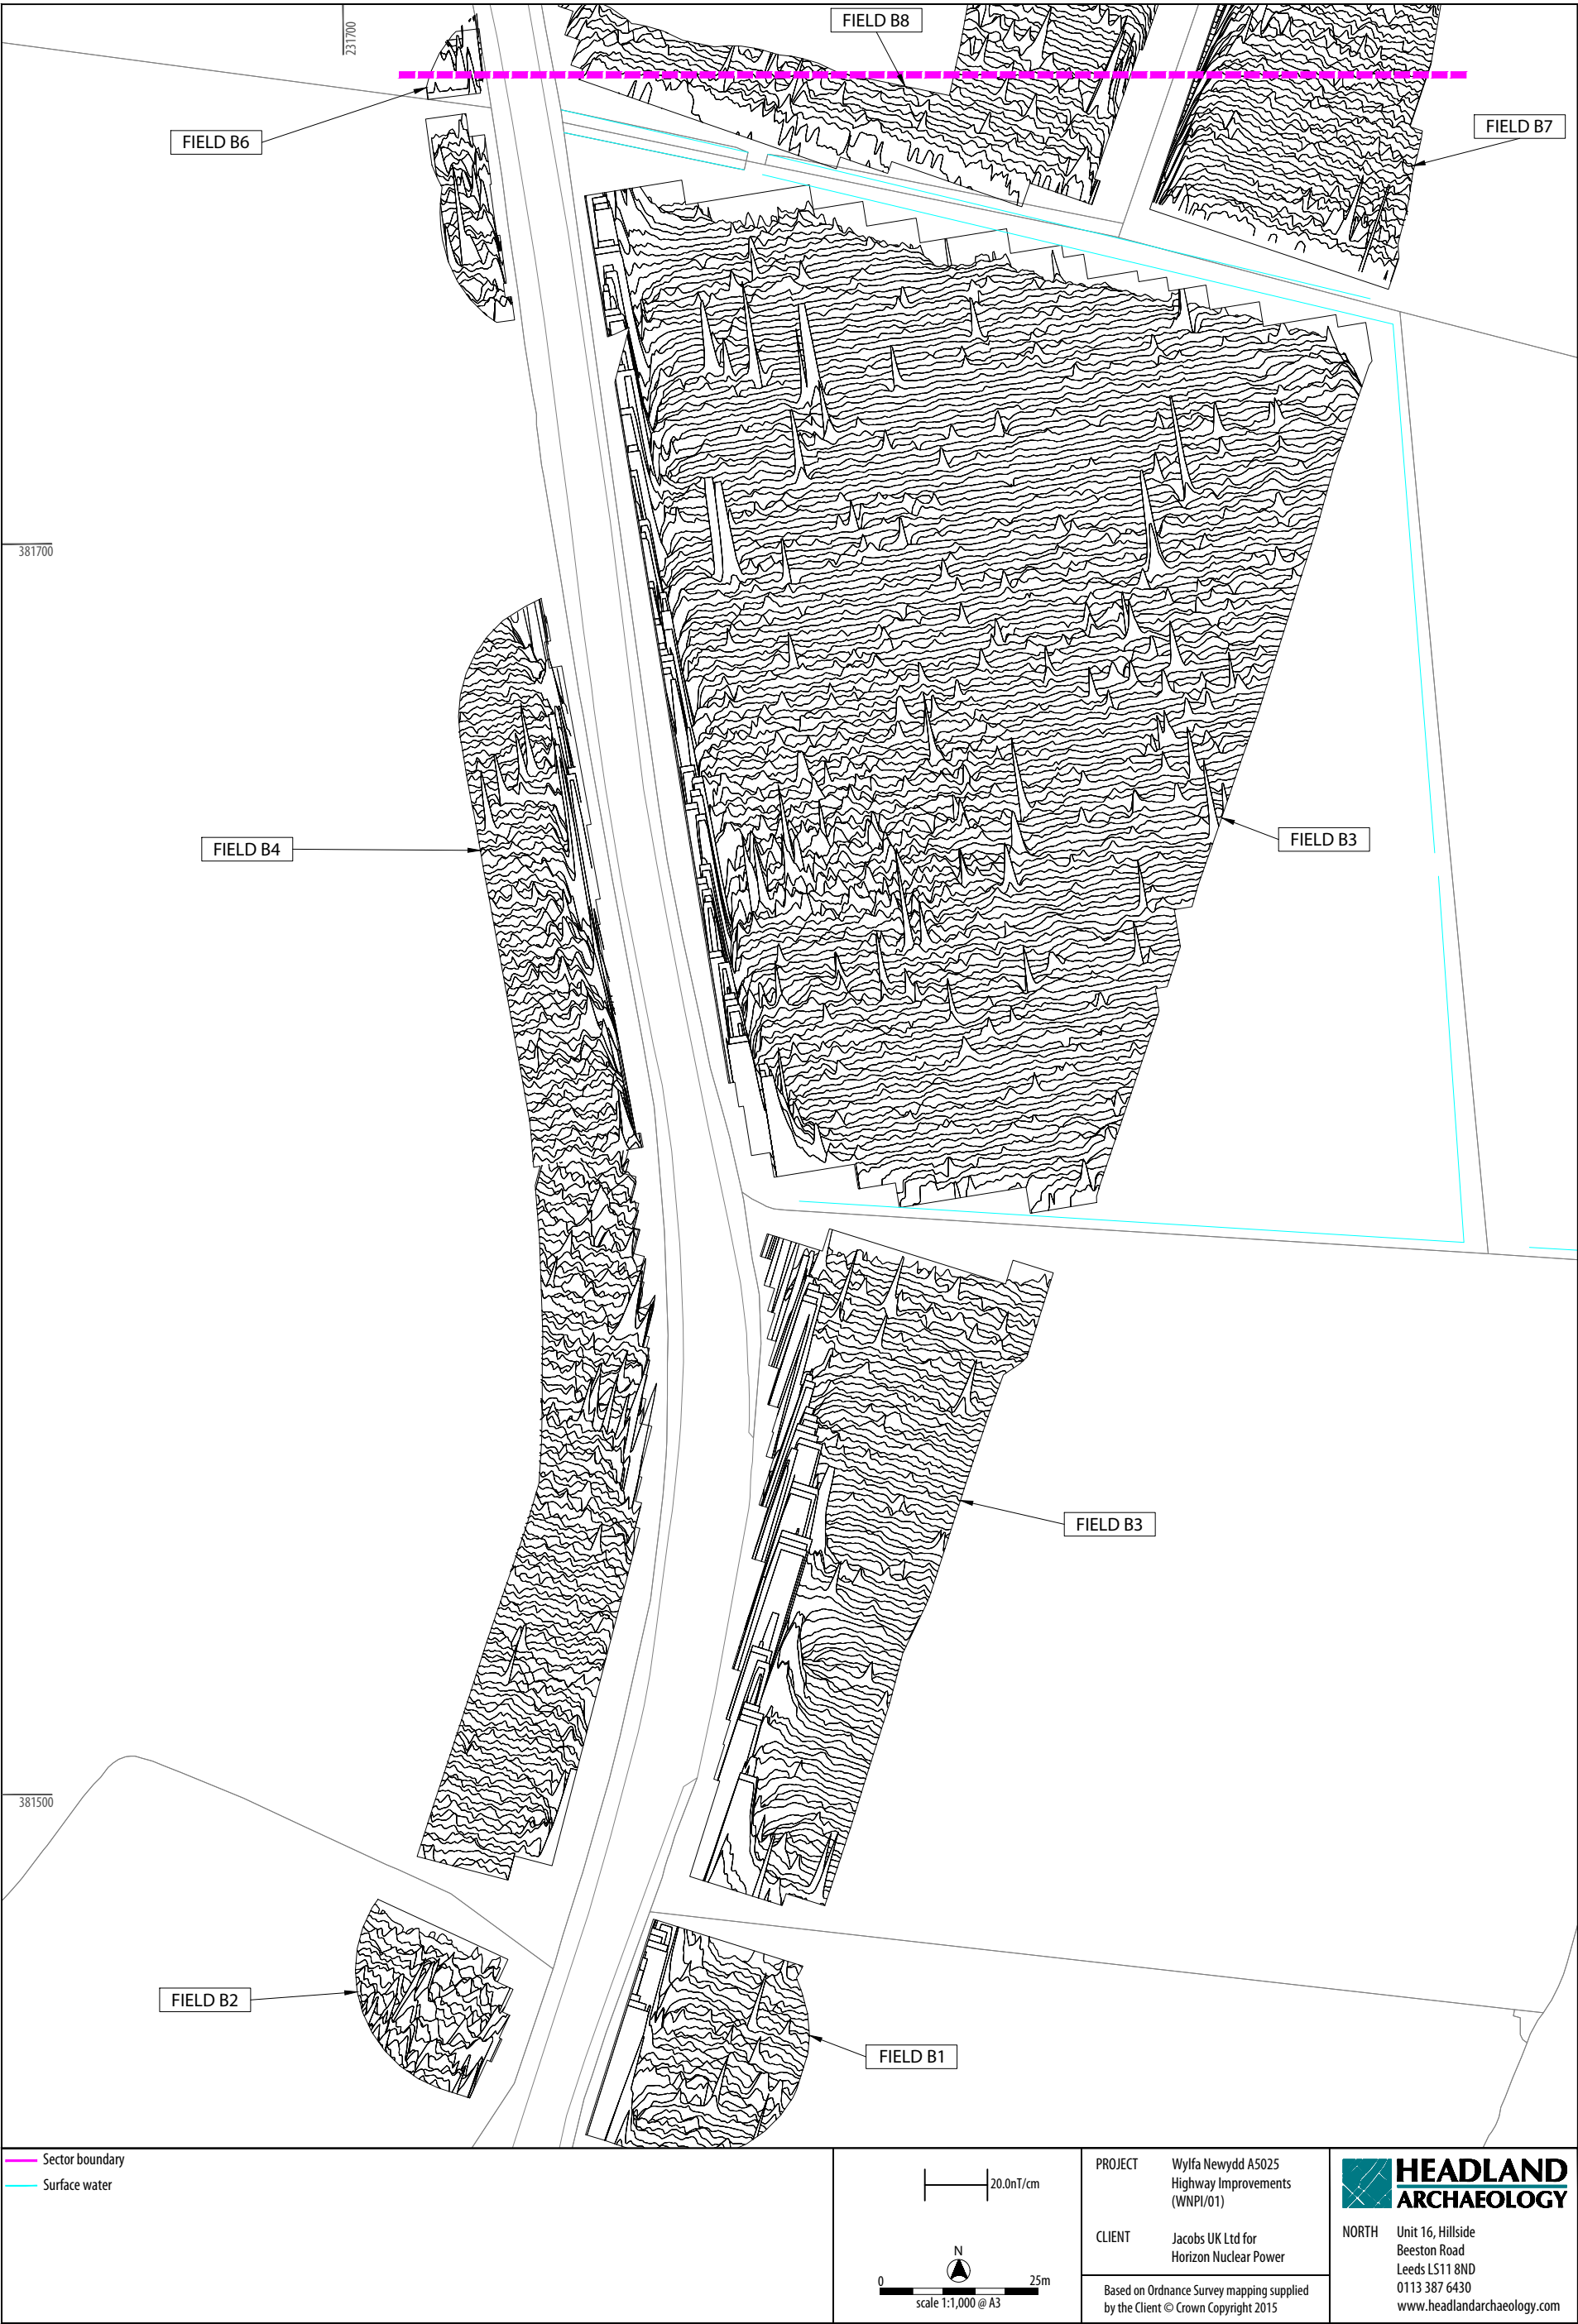 231700
FIELD B8
FIELD B6
FIELD B7
381700
FIELD B4
FIELD B3
FIELD B3
381500
FIELD B2
FIELD B1
Sector boundary
Surface water
20.0nT/cm
N
0 25m
scale 1:1,000 @ A3
PROJECT Wylfa Newydd A5025
Highway Improvements
(WNPI/01)
CLIENT Jacobs UK Ltd for
Horizon Nuclear Power
Based on Ordnance Survey mapping supplied
by the Client © Crown Copyright 2015
HEADLAND
ARCHAEOLOGY
NORTH Unit 16, Hillside
Beeston Road
Leeds LS11 8ND
0113 387 6430
www.headlandarchaeology.com